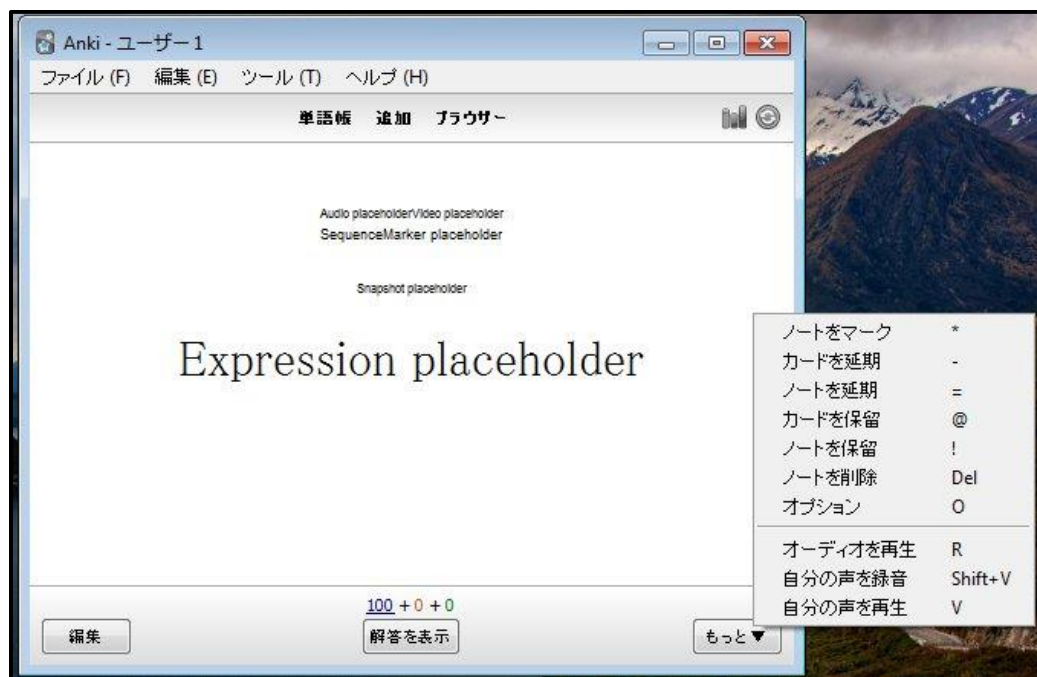 Anki - ユーザー 1
ファイル (F) 編集 (E) ツール (T) ヘルプ (H)
単語帳 追加 ブラウザー
Audio placeholderVideo placeholder
SequenceMarker placeholder
Snapshot placeholder
Expression placeholder
ノートをマーク *
カードを延期 -
ノートを延期 =
カードを保留 @
ノートを保留 !
ノートを削除 Del
オプション O
オーディオを再生 R
自分の声を録音 Shift+V
自分の声を再生 V
100 + 0 + 0
編集 解答を表示 もっと▼